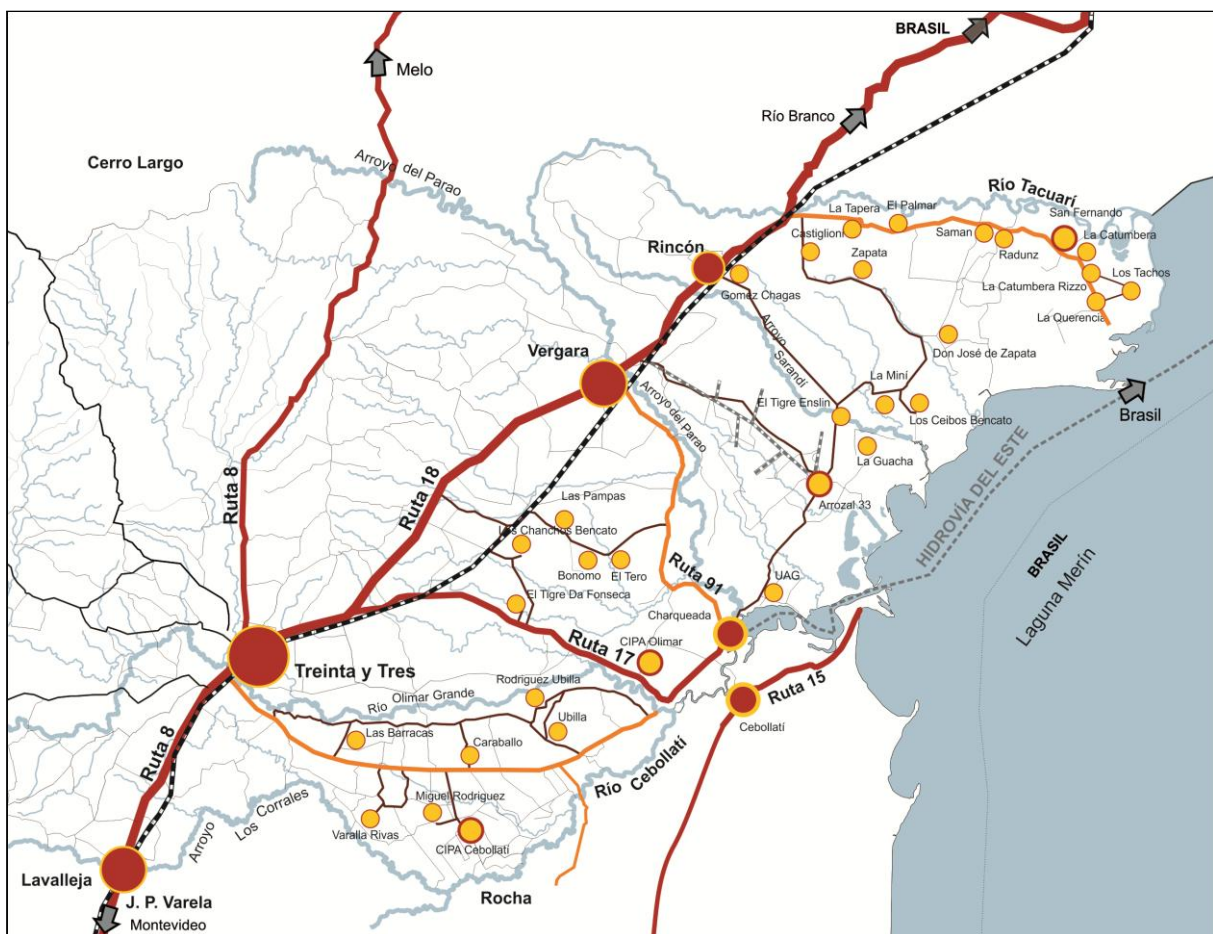 BRASIL
Melo
Río Branco
Cerro Largo
Arroyo del Parao
Río Tacuarí
La Tapera
El Palmar
San Fernando
Castiglioni
Saman
La Catumbera
Rincón
Zapata
Radunz
Gomez Chagas
La Catumbera Rizzo
Los Tachos
La Querencia
Arroyo Sarandí
Vergara
Don José de Zapata
La Miní
Arroyo del Parao
El Tigre Enslin
Los Ceibos Bencato
Brasil
La Guacha
Ruta 8
Ruta 18
Las Pampas
Arrozal 33
HIDROVÍA DEL ESTE
Los Chanchos Bencato
Bonomo
El Tero
Ruta 91
UAG
BRASIL
Laguna Merín
El Tigre Da Fonseca
Charqueada
CIPA Olimar
Ruta 17
Treinta y Tres
Rodriguez Ubilla
Ruta 15
Río Olimar Grande
Ubilla
Cebollatí
Las Barracas
Caraballo
Río Cebollatí
Ruta 8
Arroyo Los Corrales
Miguel Rodriguez
Varalla Rivas
CIPA Cebollatí
Lavalleja
Rocha
J. P. Varela
Montevideo